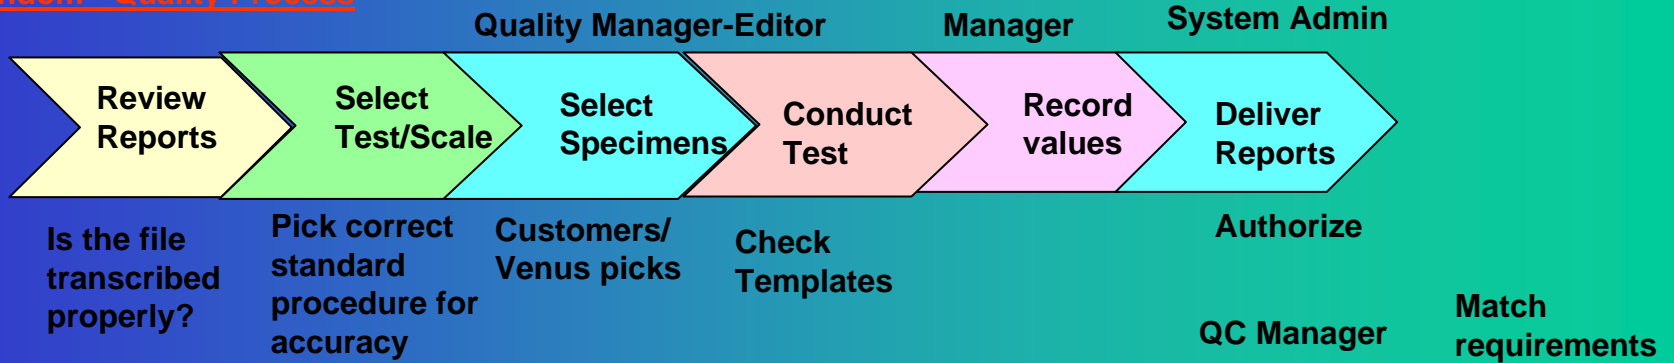 Quality Process
Quality Manager-Editor
Manager
System Admin
Review
Reports
Select
Test/Scale
Select
Specimens
Conduct
Test
Record
values
Deliver
Reports
Is the file
transcribed
properly?
Pick correct
standard
procedure for
accuracy
Customers/
Venus picks
Check
Templates
Authorize
QC Manager
Match
requirements